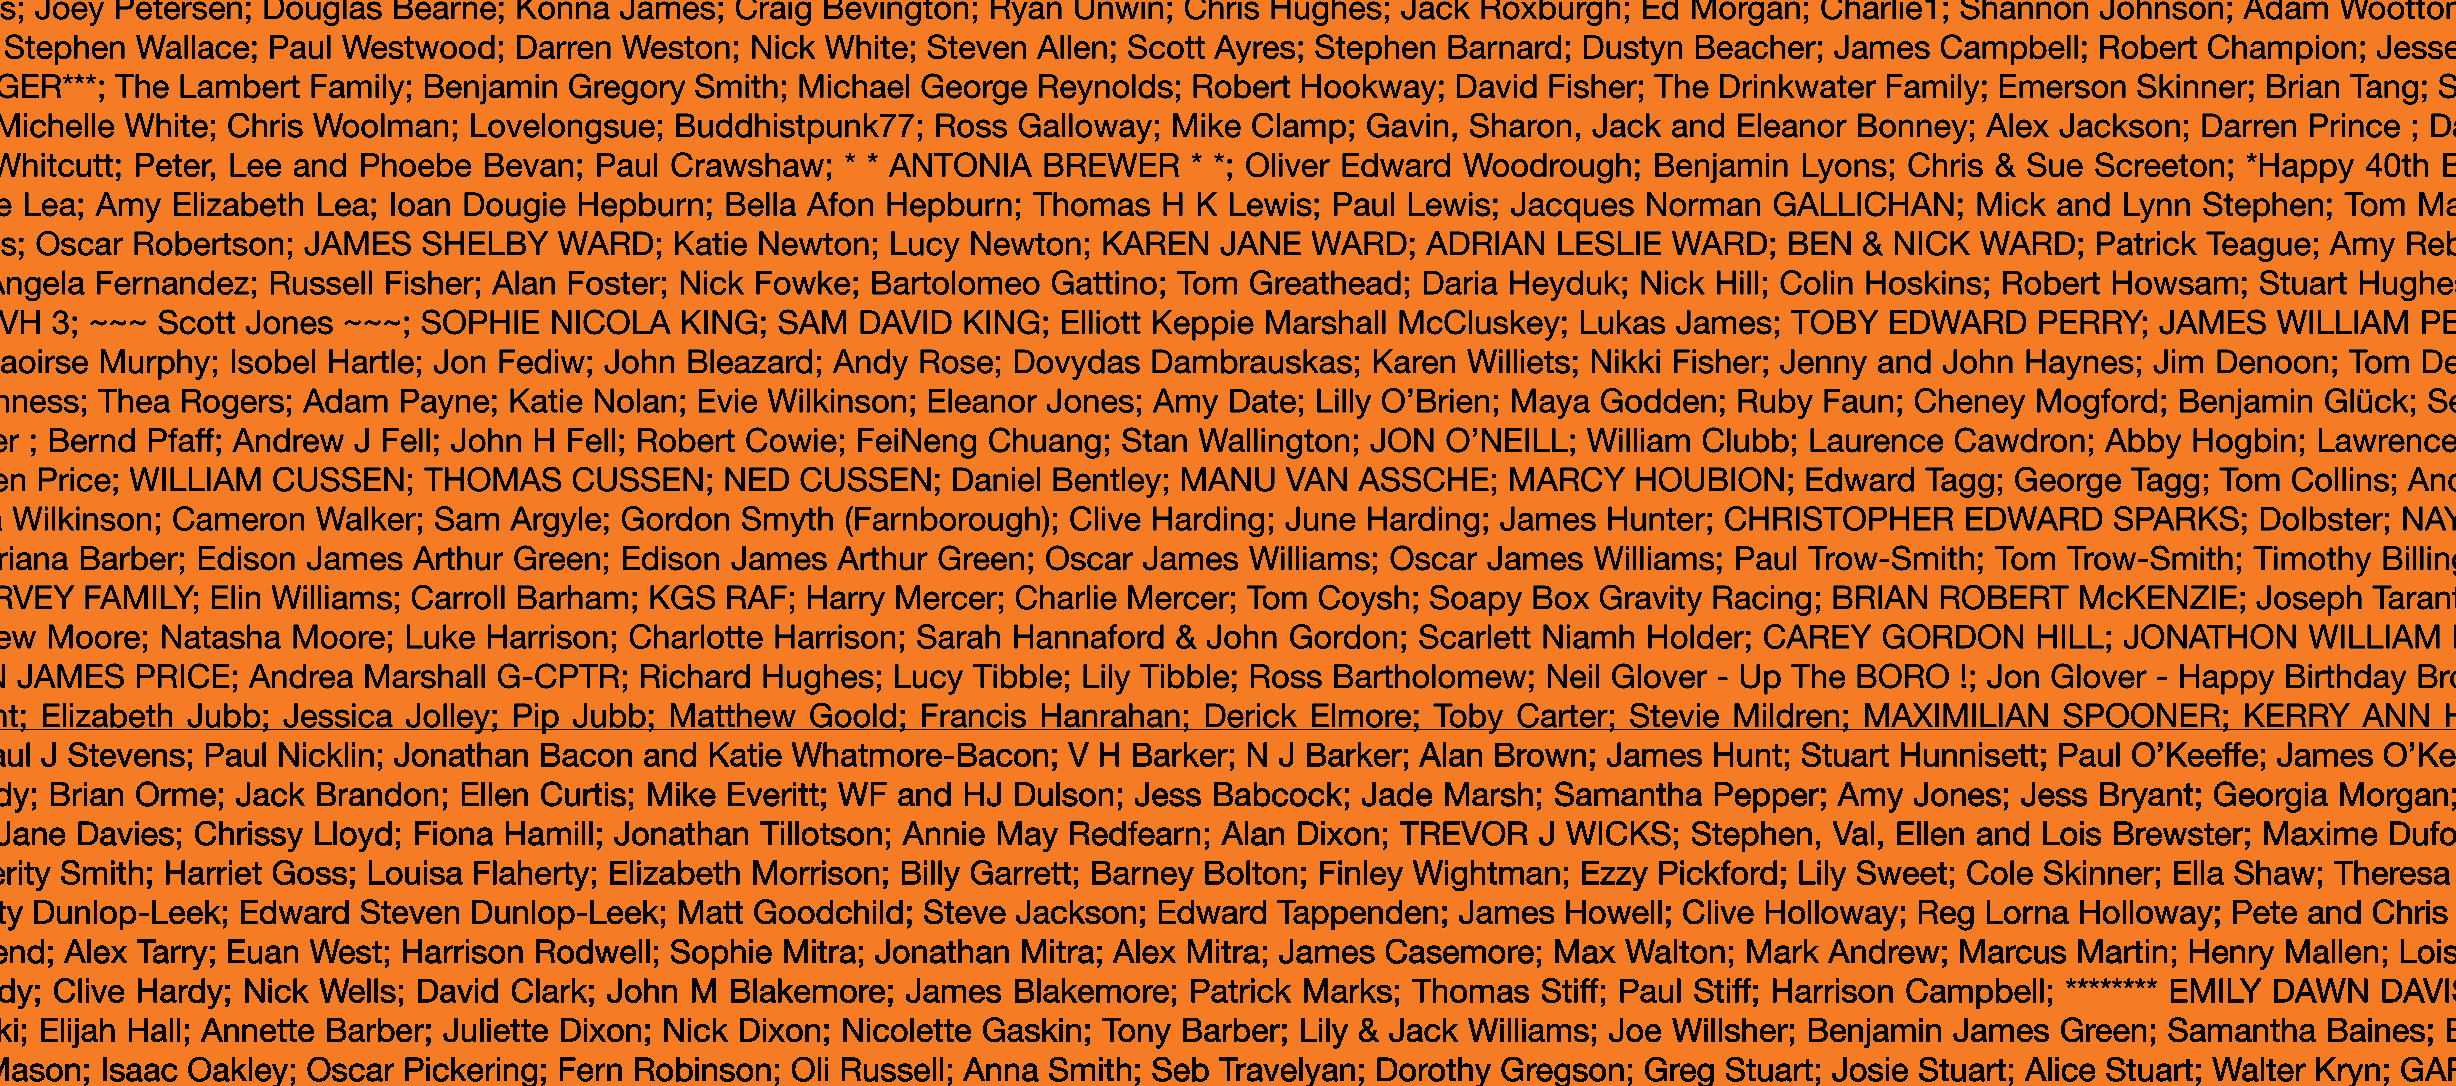 s; Joey Petersen; Douglas Bearne; Konna James; Craig Bevington; Ryan Unwin; Chris Hughes; Jack Roxburgh; Ed Morgan; Charlie1; Shannon Johnson; Adam Wootton
Stephen Wallace; Paul Westwood; Darren Weston; Nick White; Steven Allen; Scott Ayres; Stephen Barnard; Dustyn Beacher; James Campbell; Robert Champion; Jesse
GER***; The Lambert Family; Benjamin Gregory Smith; Michael George Reynolds; Robert Hookway; David Fisher; The Drinkwater Family; Emerson Skinner; Brian Tang; S
Michelle White; Chris Woolman; Lovelongsue; Buddhistpunk77; Ross Galloway; Mike Clamp; Gavin, Sharon, Jack and Eleanor Bonney; Alex Jackson; Darren Prince ; Da
Whitcutt; Peter, Lee and Phoebe Bevan; Paul Crawshaw; * * ANTONIA BREWER * *; Oliver Edward Woodrough; Benjamin Lyons; Chris & Sue Screeton; *Happy 40th B
e Lea; Amy Elizabeth Lea; Ioan Dougie Hepburn; Bella Afon Hepburn; Thomas H K Lewis; Paul Lewis; Jacques Norman GALLICHAN; Mick and Lynn Stephen; Tom Ma
s; Oscar Robertson; JAMES SHELBY WARD; Katie Newton; Lucy Newton; KAREN JANE WARD; ADRIAN LESLIE WARD; BEN & NICK WARD; Patrick Teague; Amy Reb
Angela Fernandez; Russell Fisher; Alan Foster; Nick Fowke; Bartolomeo Gattino; Tom Greathead; Daria Heyduk; Nick Hill; Colin Hoskins; Robert Howsam; Stuart Hughes
VH 3; ~~~ Scott Jones ~~~; SOPHIE NICOLA KING; SAM DAVID KING; Elliott Keppie Marshall McCluskey; Lukas James; TOBY EDWARD PERRY; JAMES WILLIAM PE
aoirse Murphy; Isobel Hartle; Jon Fediw; John Bleazard; Andy Rose; Dovydas Dambrauskas; Karen Williets; Nikki Fisher; Jenny and John Haynes; Jim Denoon; Tom De
nness; Thea Rogers; Adam Payne; Katie Nolan; Evie Wilkinson; Eleanor Jones; Amy Date; Lilly O’Brien; Maya Godden; Ruby Faun; Cheney Mogford; Benjamin Glück; Se
er ; Bernd Pfaff; Andrew J Fell; John H Fell; Robert Cowie; FeiNeng Chuang; Stan Wallington; JON O’NEILL; William Clubb; Laurence Cawdron; Abby Hogbin; Lawrence
en Price; WILLIAM CUSSEN; THOMAS CUSSEN; NED CUSSEN; Daniel Bentley; MANU VAN ASSCHE; MARCY HOUBION; Edward Tagg; George Tagg; Tom Collins; And
a Wilkinson; Cameron Walker; Sam Argyle; Gordon Smyth (Farnborough); Clive Harding; June Harding; James Hunter; CHRISTOPHER EDWARD SPARKS; Dolbster; NAY
riana Barber; Edison James Arthur Green; Edison James Arthur Green; Oscar James Williams; Oscar James Williams; Paul Trow-Smith; Tom Trow-Smith; Timothy Billing
RVEY FAMILY; Elin Williams; Carroll Barham; KGS RAF; Harry Mercer; Charlie Mercer; Tom Coysh; Soapy Box Gravity Racing; BRIAN ROBERT McKENZIE; Joseph Tarant
ew Moore; Natasha Moore; Luke Harrison; Charlotte Harrison; Sarah Hannaford & John Gordon; Scarlett Niamh Holder; CAREY GORDON HILL; JONATHON WILLIAM
N JAMES PRICE; Andrea Marshall G-CPTR; Richard Hughes; Lucy Tibble; Lily Tibble; Ross Bartholomew; Neil Glover - Up The BORO !; Jon Glover - Happy Birthday Bro
nt; Elizabeth Jubb; Jessica Jolley; Pip Jubb; Matthew Goold; Francis Hanrahan; Derick Elmore; Toby Carter; Stevie Mildren; MAXIMILIAN SPOONER; KERRY ANN H
aul J Stevens; Paul Nicklin; Jonathan Bacon and Katie Whatmore-Bacon; V H Barker; N J Barker; Alan Brown; James Hunt; Stuart Hunnisett; Paul O’Keeffe; James O’Ke
dy; Brian Orme; Jack Brandon; Ellen Curtis; Mike Everitt; WF and HJ Dulson; Jess Babcock; Jade Marsh; Samantha Pepper; Amy Jones; Jess Bryant; Georgia Morgan;
Jane Davies; Chrissy Lloyd; Fiona Hamill; Jonathan Tillotson; Annie May Redfearn; Alan Dixon; TREVOR J WICKS; Stephen, Val, Ellen and Lois Brewster; Maxime Dufo
erity Smith; Harriet Goss; Louisa Flaherty; Elizabeth Morrison; Billy Garrett; Barney Bolton; Finley Wightman; Ezzy Pickford; Lily Sweet; Cole Skinner; Ella Shaw; Theresa
ty Dunlop-Leek; Edward Steven Dunlop-Leek; Matt Goodchild; Steve Jackson; Edward Tappenden; James Howell; Clive Holloway; Reg Lorna Holloway; Pete and Chris
end; Alex Tarry; Euan West; Harrison Rodwell; Sophie Mitra; Jonathan Mitra; Alex Mitra; James Casemore; Max Walton; Mark Andrew; Marcus Martin; Henry Mallen; Lois
dy; Clive Hardy; Nick Wells; David Clark; John M Blakemore; James Blakemore; Patrick Marks; Thomas Stiff; Paul Stiff; Harrison Campbell; ******** EMILY DAWN DAVIS
ki; Elijah Hall; Annette Barber; Juliette Dixon; Nick Dixon; Nicolette Gaskin; Tony Barber; Lily & Jack Williams; Joe Willsher; Benjamin James Green; Samantha Baines; E
Mason; Isaac Oakley; Oscar Pickering; Fern Robinson; Oli Russell; Anna Smith; Seb Travelyan; Dorothy Gregson; Greg Stuart; Josie Stuart; Alice Stuart; Walter Kryn; GAR